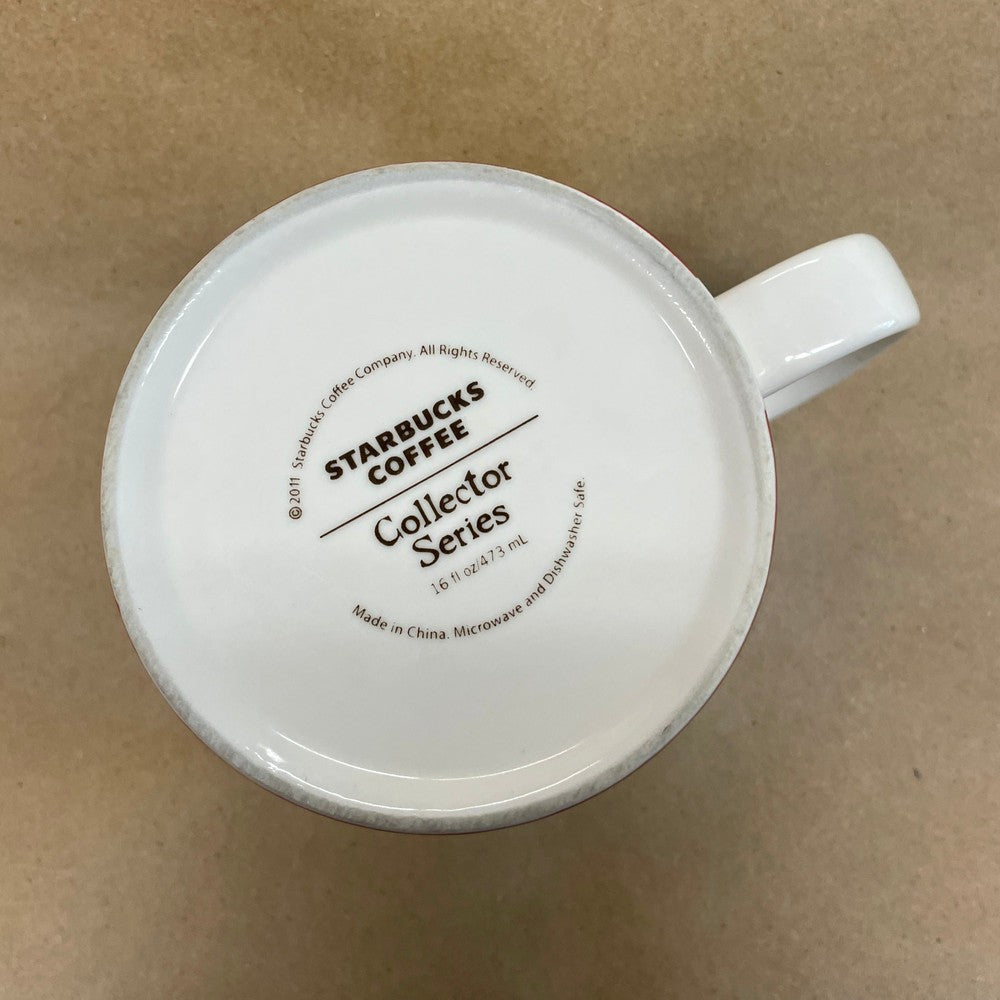 ©2011 Starbucks Coffee Company. All Rights Reserved.
STARBUCKS
COFFEE
Collector
Series
16 fl oz/473 mL
Made in China. Microwave and Dishwasher Safe.